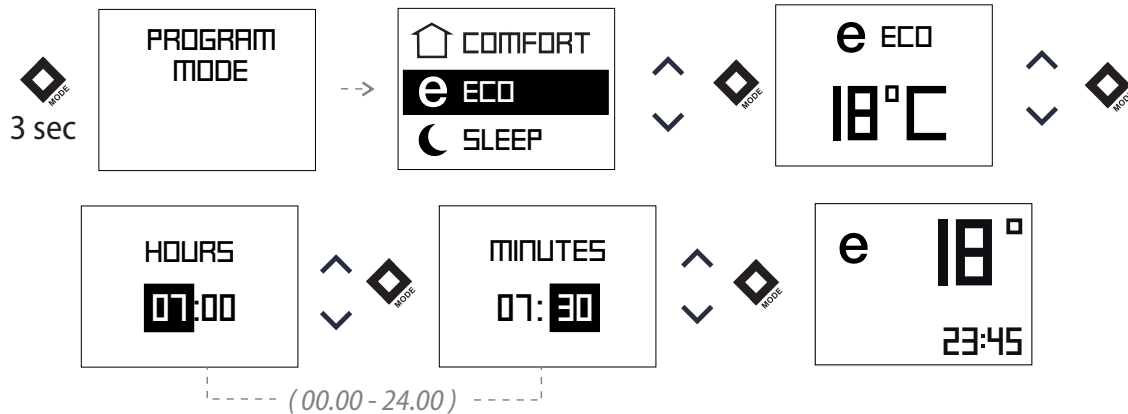 PROGRAM
MODE
MODE
3 sec
COMFORT
e ECO
SLEEP
MODE
e ECO
18°C
MODE
HOURS
07:00
MODE
MINUTES
07: 30
MODE
e 18°
23:45
( 00.00 - 24.00 )